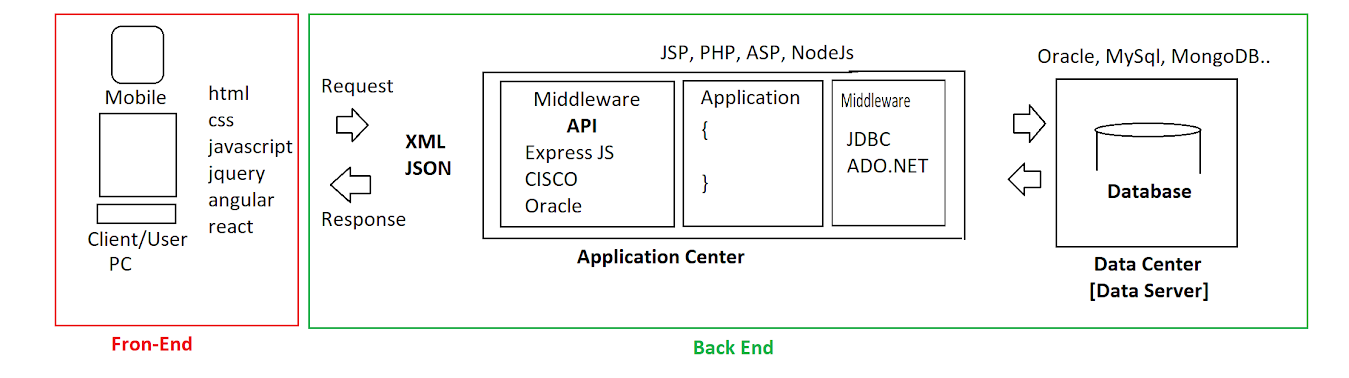 Mobile
Client/User
PC
html
css
javascript
jquery
angular
react
Fron-End
Request
Response
XML
JSON
JSP, PHP, ASP, NodeJs
Middleware
API
Express JS
CISCO
Oracle
Application
{
}
Middleware
JDBC
ADO.NET
Application Center
Oracle, MySql, MongoDB..
Database
Data Center
[Data Server]
Back End